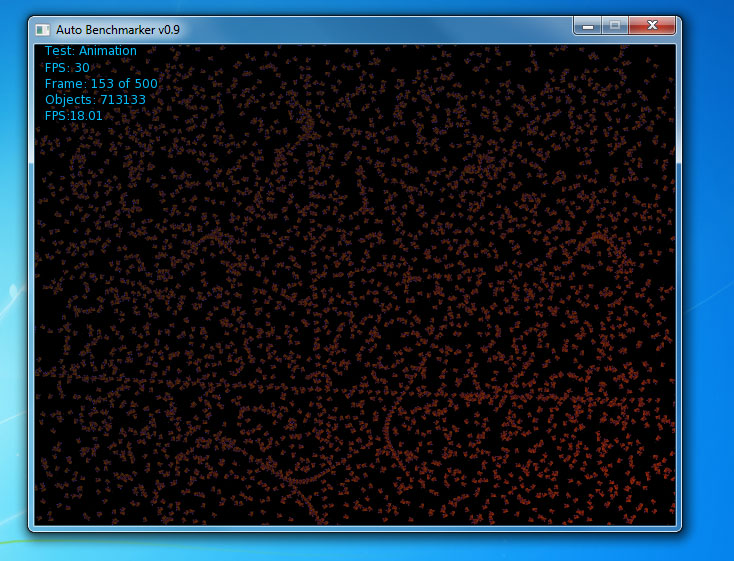 Auto Benchmarker v0.9
Test: Animation
FPS: 30
Frame: 153 of 500
Objects: 713133
FPS:18.01